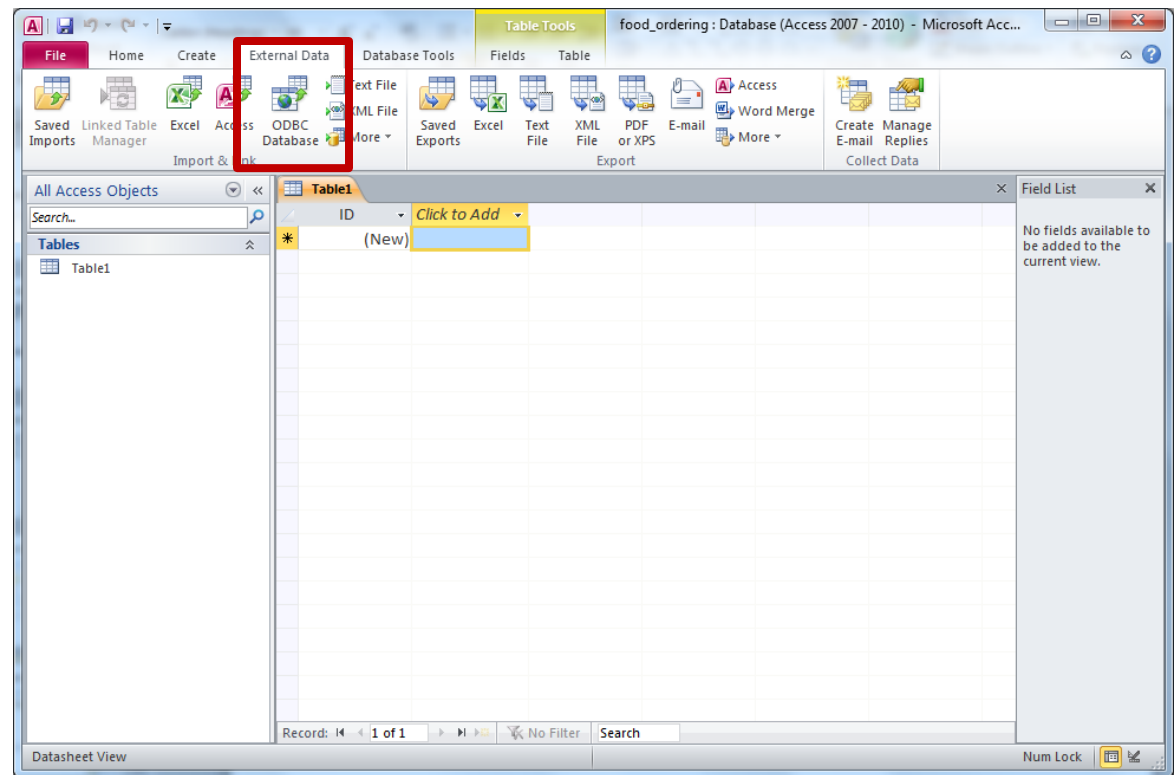 Table Tools
food_ordering : Database (Access 2007 - 2010) - Microsoft Acc...
File Home Create External Data Database Tools Fields Table
Saved Imports
Linked Table Manager
Excel
Access
ODBC Database
Text File
XML File
More
Import & Link
Saved Exports
Excel
Text File
XML File
PDF or XPS
E-mail
Access
Word Merge
More
Export
Create E-mail
Manage Replies
Collect Data
All Access Objects
Search...
Tables
Table1
Table1
ID Click to Add
(New)
Field List
No fields available to
be added to the
current view.
Record: 1 of 1 No Filter Search
Datasheet View
Num Lock